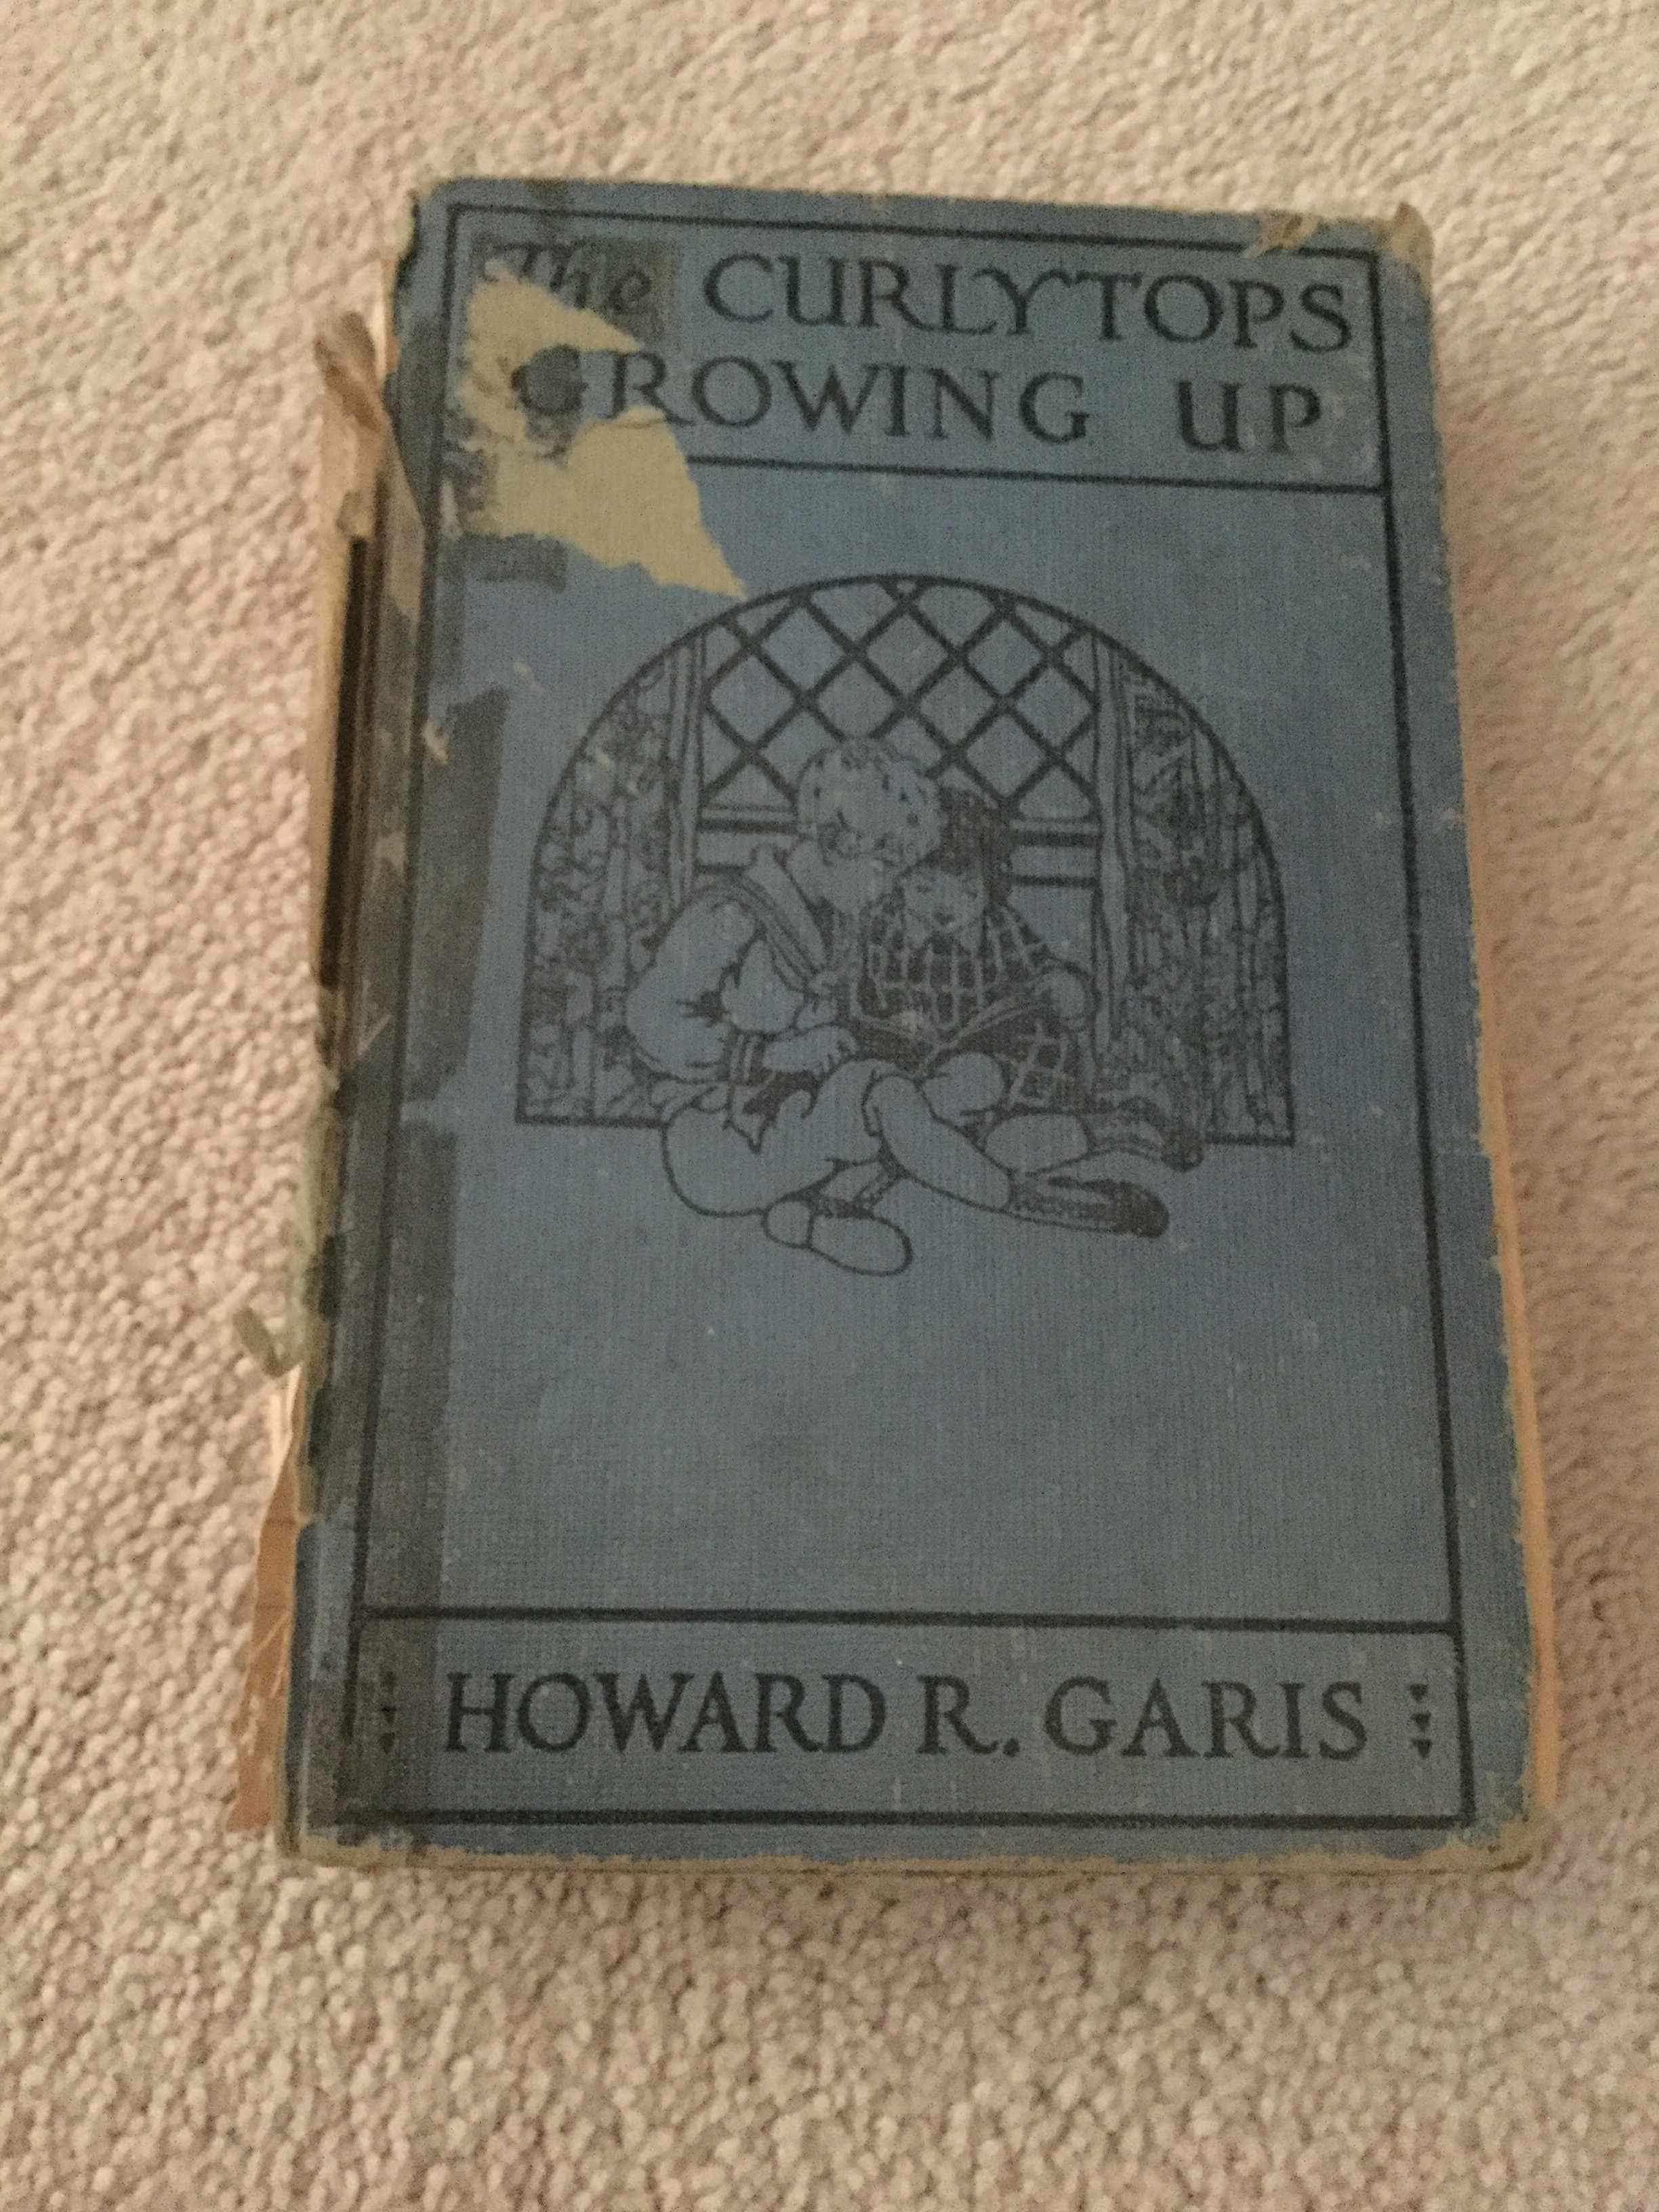 The CURLYTOPS
GROWING UP
HOWARD R. GARIS